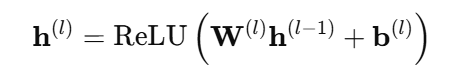 h^{(l)} = ReLU(W^{(l)}h^{(l-1)} + b^{(l)})